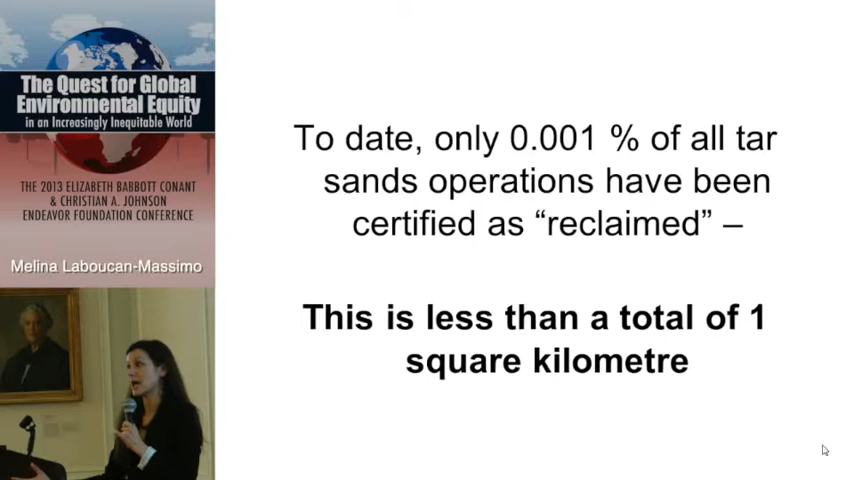 The Quest for Global
Environmental Equity
in an Increasingly Inequitable World
THE 2013 ELIZABETH BABBOTT CONANT
& CHRISTIAN A. JOHNSON
ENDEAVOR FOUNDATION CONFERENCE
Melina Laboucan-Massimo
To date, only 0.001 % of all tar
sands operations have been
certified as “reclaimed” –
This is less than a total of 1
square kilometre